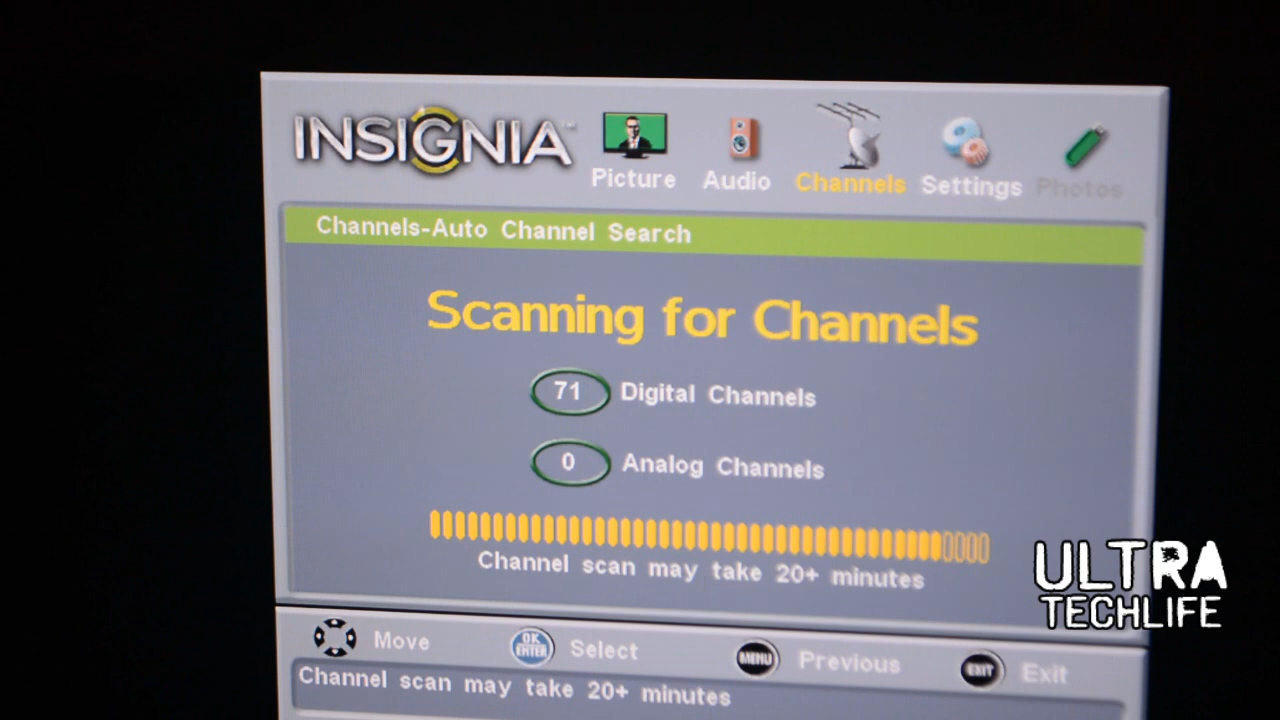 INSIGNIA™
Picture
Audio
Channels
Settings
Photos
Channels-Auto Channel Search
Scanning for Channels
71 Digital Channels
0 Analog Channels
Channel scan may take 20+ minutes
Move
OK
ENTER
Select
MENU
Previous
EXIT
Exit
Channel scan may take 20+ minutes
ULTRA
TECHLIFE